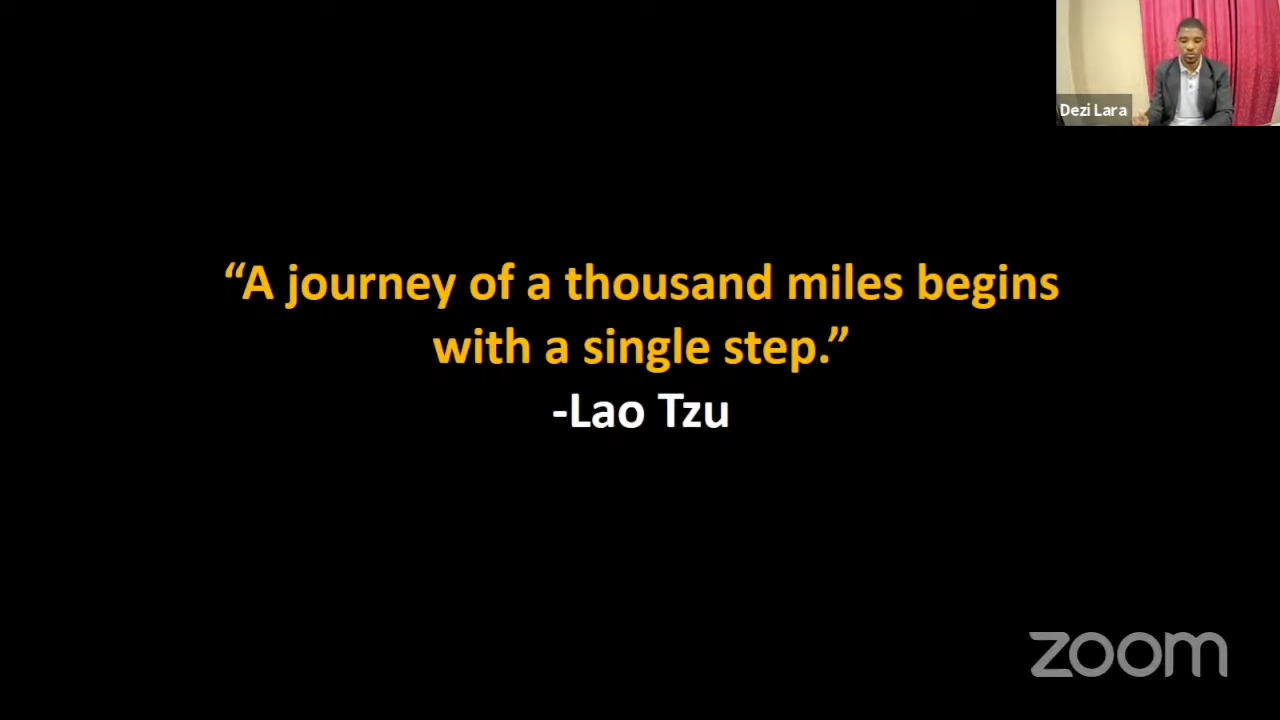 Dezi Lara
“A journey of a thousand miles begins
with a single step.”
-Lao Tzu
zoom